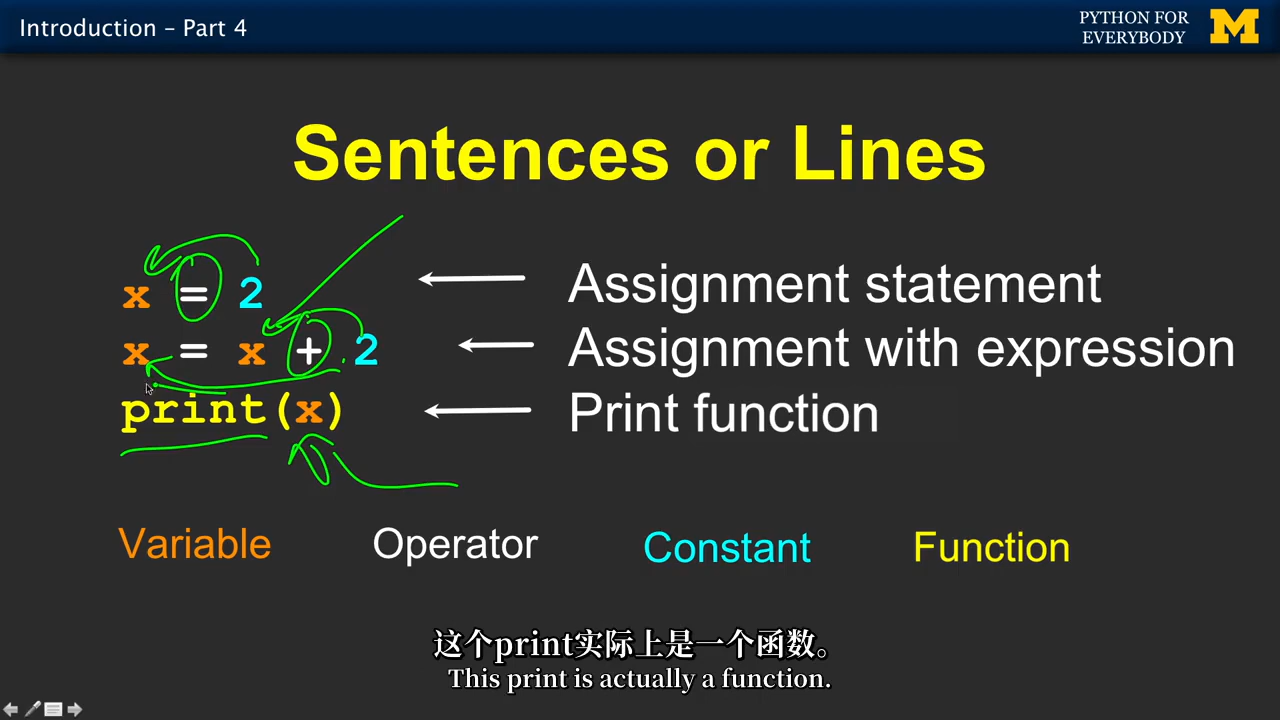 Introduction – Part 4
PYTHON FOR
EVERYBODY
M
Sentences or Lines
x = 2
Assignment statement
x = x + 2
Assignment with expression
print(x)
Print function
Variable
Operator
Constant
Function
这个print实际上是一个函数。
This print is actually a function.